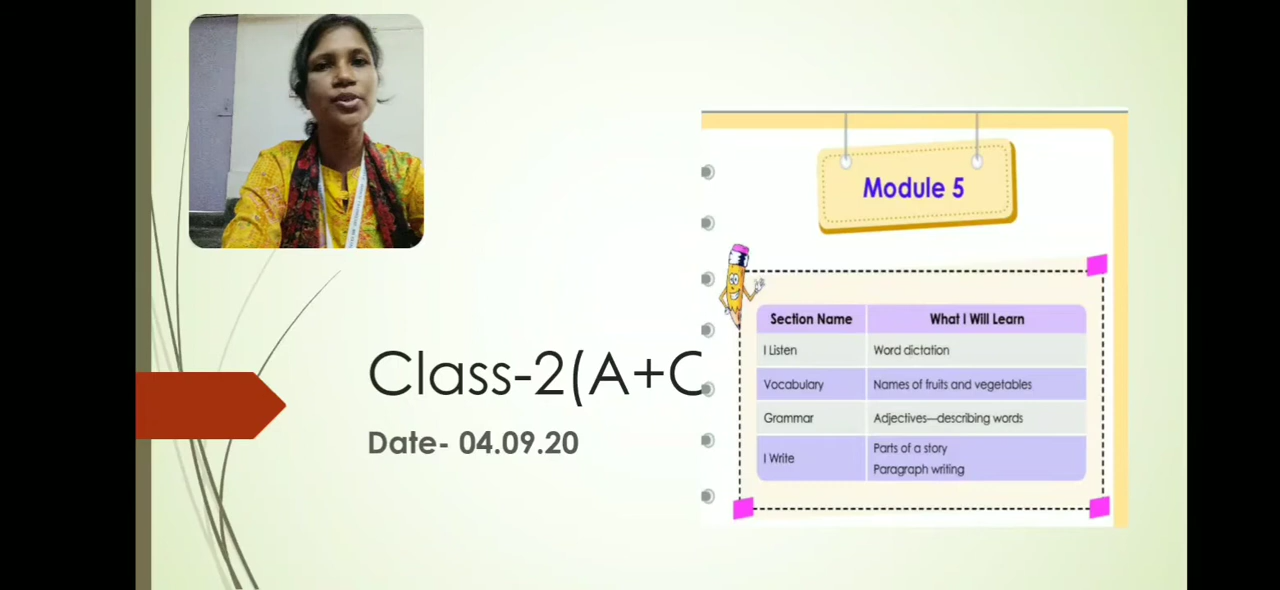 Class-2(A+C
Date- 04.09.20
Module 5
Section Name What I Will Learn
I Listen Word dictation
Vocabulary Names of fruits and vegetables
Grammar Adjectives—describing words
I Write Parts of a story
Paragraph writing